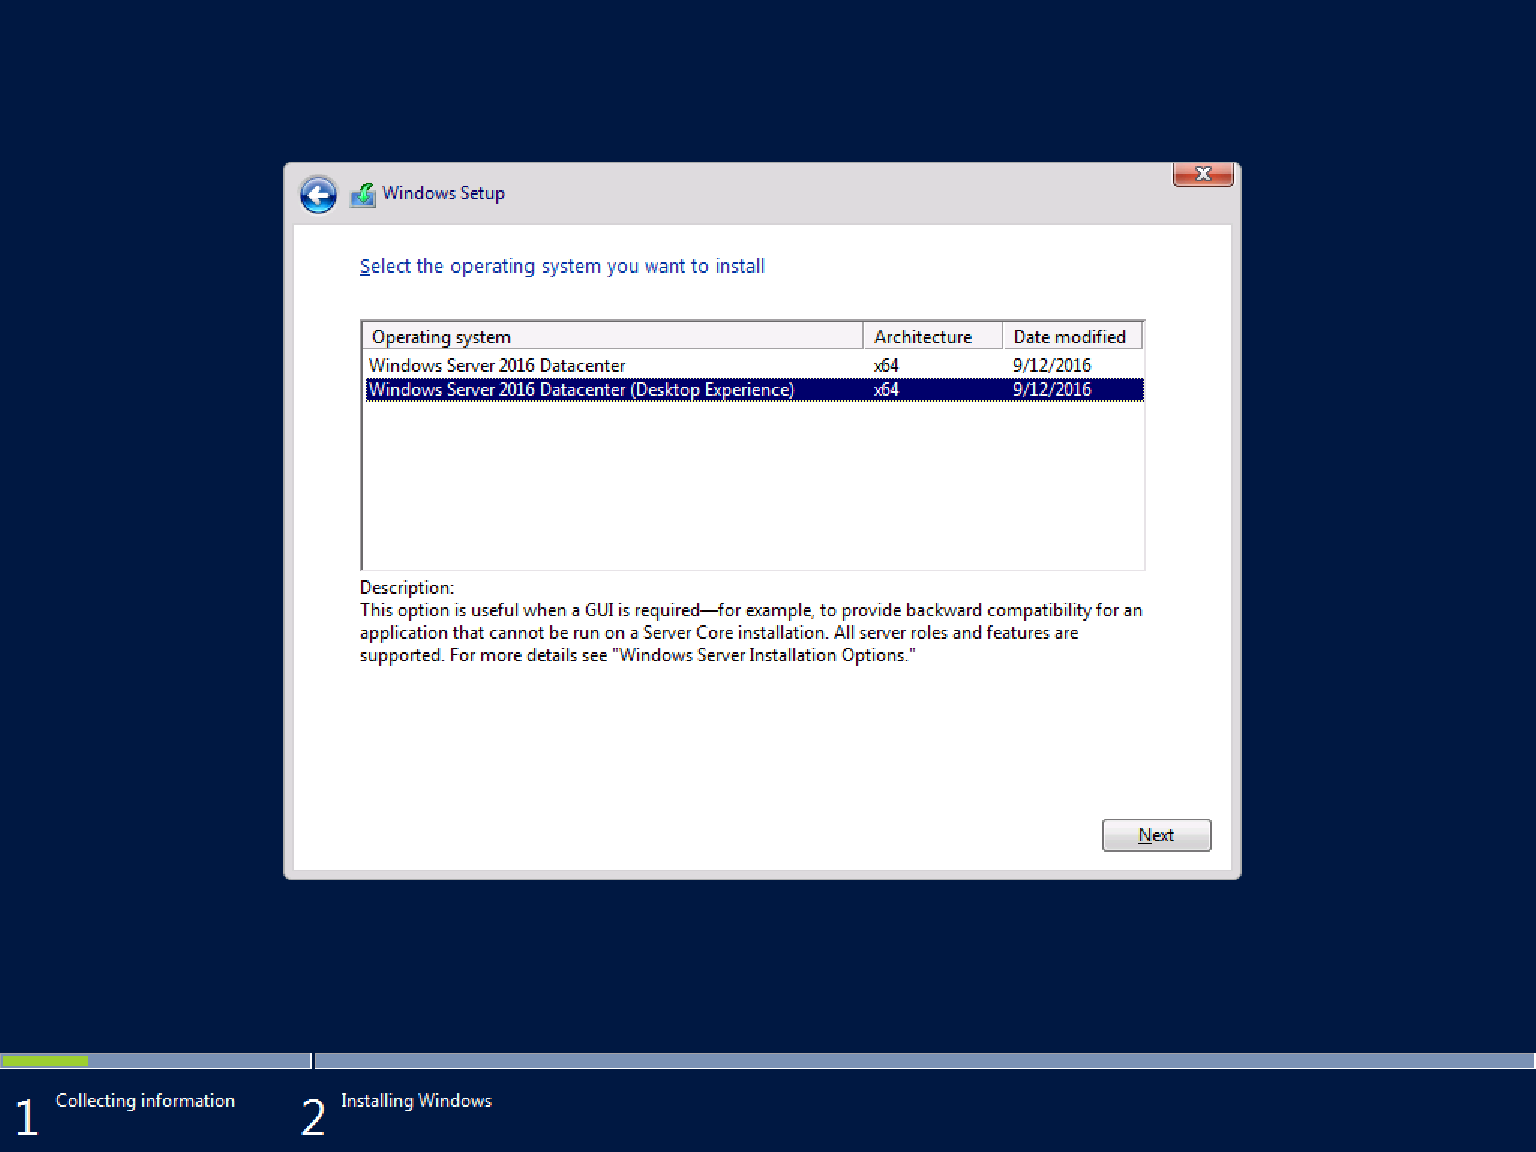 Windows Setup
Select the operating system you want to install
Operating system Architecture Date modified
Windows Server 2016 Datacenter x64 9/12/2016
Windows Server 2016 Datacenter (Desktop Experience) x64 9/12/2016
Description:
This option is useful when a GUI is required—for example, to provide backward compatibility for an
application that cannot be run on a Server Core installation. All server roles and features are
supported. For more details see "Windows Server Installation Options."
Next
1 Collecting information 2 Installing Windows